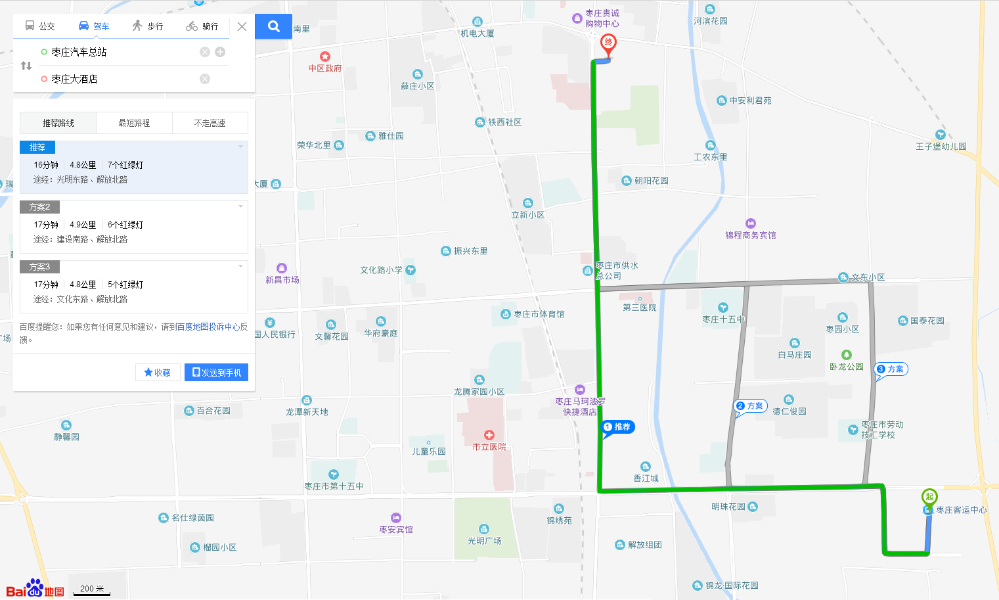 公交
驾车
步行
骑行
枣庄汽车总站
枣庄大酒店
推荐路线
最短路程
不走高速
推荐
16分钟 4.8公里 7个红绿灯
途经：光明东路、解放北路
方案2
17分钟 4.9公里 6个红绿灯
途经：建设南路、解放北路
方案3
17分钟 4.8公里 5个红绿灯
途经：文化东路、解放北路
百度提醒您：如果您有任何意见和建议，请到百度地图投诉中心反
馈。
收藏
发送到手机
南里
机电大厦
枣庄贵诚
购物中心
河滨花园
终
中区政府
薛庄小区
中安利君苑
铁西社区
雅仕园
荣华北里
王子堡幼儿园
工农东里
大厦
瑞
朝阳花园
立新小区
锦程商务宾馆
振兴东里
文化路小学
新昌市场
枣庄市供水
总公司
文东小区
第三医院
枣庄市体育馆
枣庄十五中
枣园小区
国泰花园
广场
国人民银行
文馨花园
华府豪庭
白马庄园
卧龙公园
3 方案
龙腾家园小区
枣庄马珂波罗
快捷酒店
2 方案
德仁俊园
百合花园
龙潭新天地
静馨园
1 推荐
枣庄市劳动
技工学校
市立医院
儿童乐园
香江城
枣庄市第十五中
起
明珠花园
枣庄客运中心
名仕绿茵园
枣安宾馆
锦绣苑
光明广场
解放组团
榴园小区
锦龙·国际花园
Bai du 地图
200 米